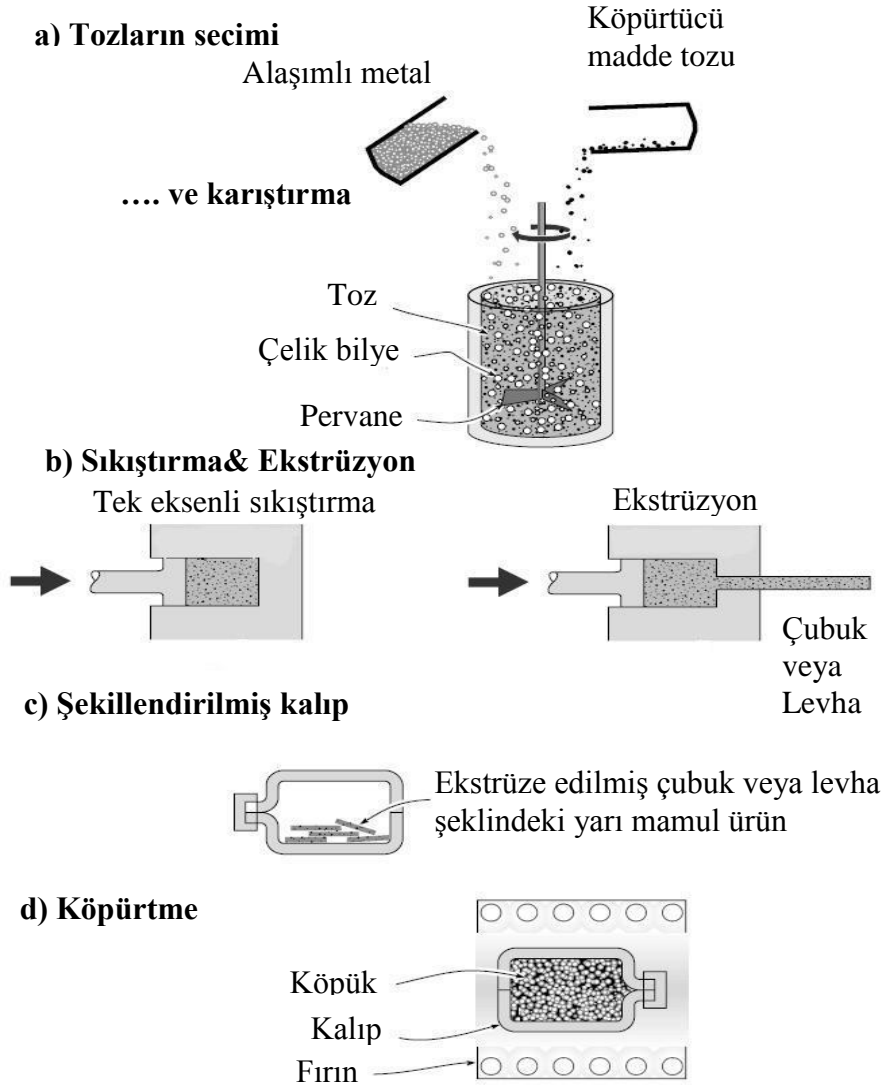 a) Tozların secimi
Köpürtücü
madde tozu
Alaşımlı metal
…. ve karıştırma
Toz
Çelik bilye
Pervane
b) Sıkıştırma& Ekstrüzyon
Tek eksenli sıkıştırma
Ekstrüzyon
Çubuk
veya
Levha
c) Şekillendirilmiş kalıp
Ekstrüze edilmiş çubuk veya levha
şeklindeki yarı mamul ürün
d) Köpürtme
Köpük
Kalıp
Fırın